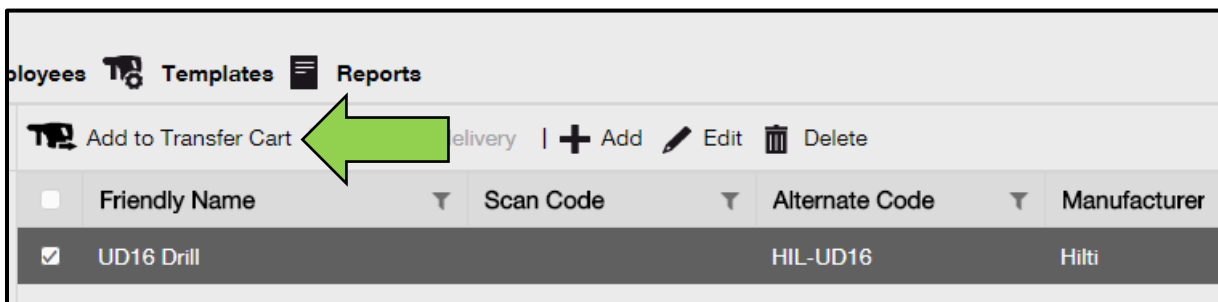 ployees Templates Reports
Add to Transfer Cart elivery | Add Edit Delete
Friendly Name Scan Code Alternate Code Manufacturer
UD16 Drill HIL-UD16 Hilti